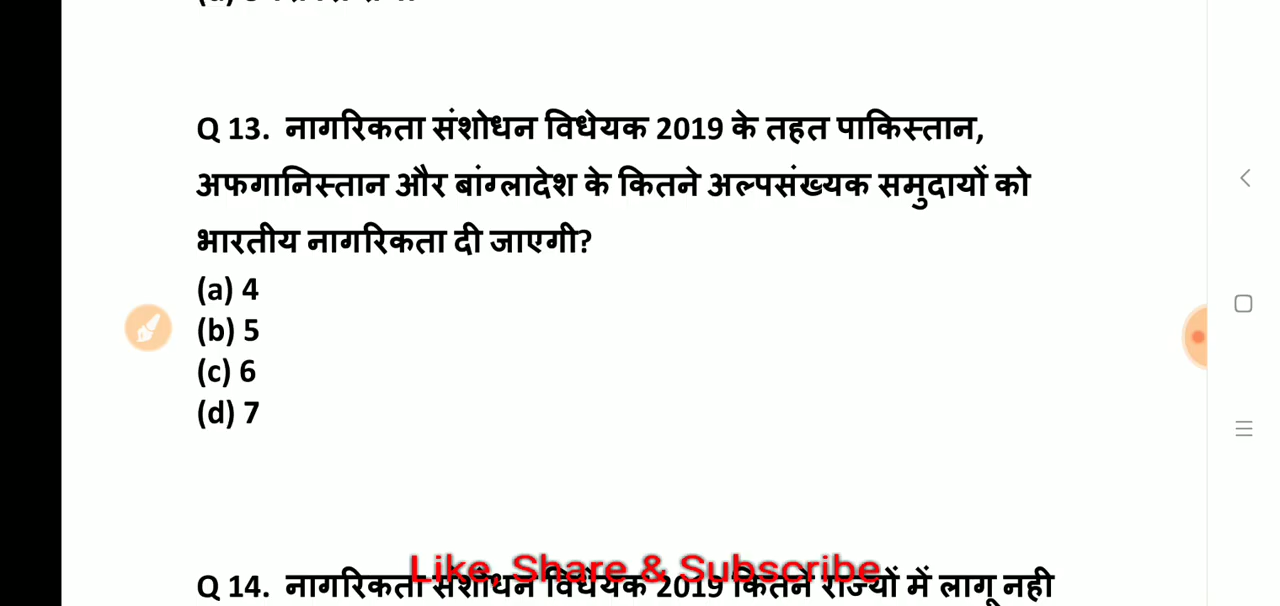 Q 13. नागरिकता संशोधन विधेयक 2019 के तहत पाकिस्तान,
अफगानिस्तान और बांग्लादेश के कितने अल्पसंख्यक समुदायों को
भारतीय नागरिकता दी जाएगी?
(a) 4
(b) 5
(c) 6
(d) 7
Like, Share & Subscribe
Q 14. नागरिकता संशोधन विधेयक 2019 कितने राज्यों में लागू नही